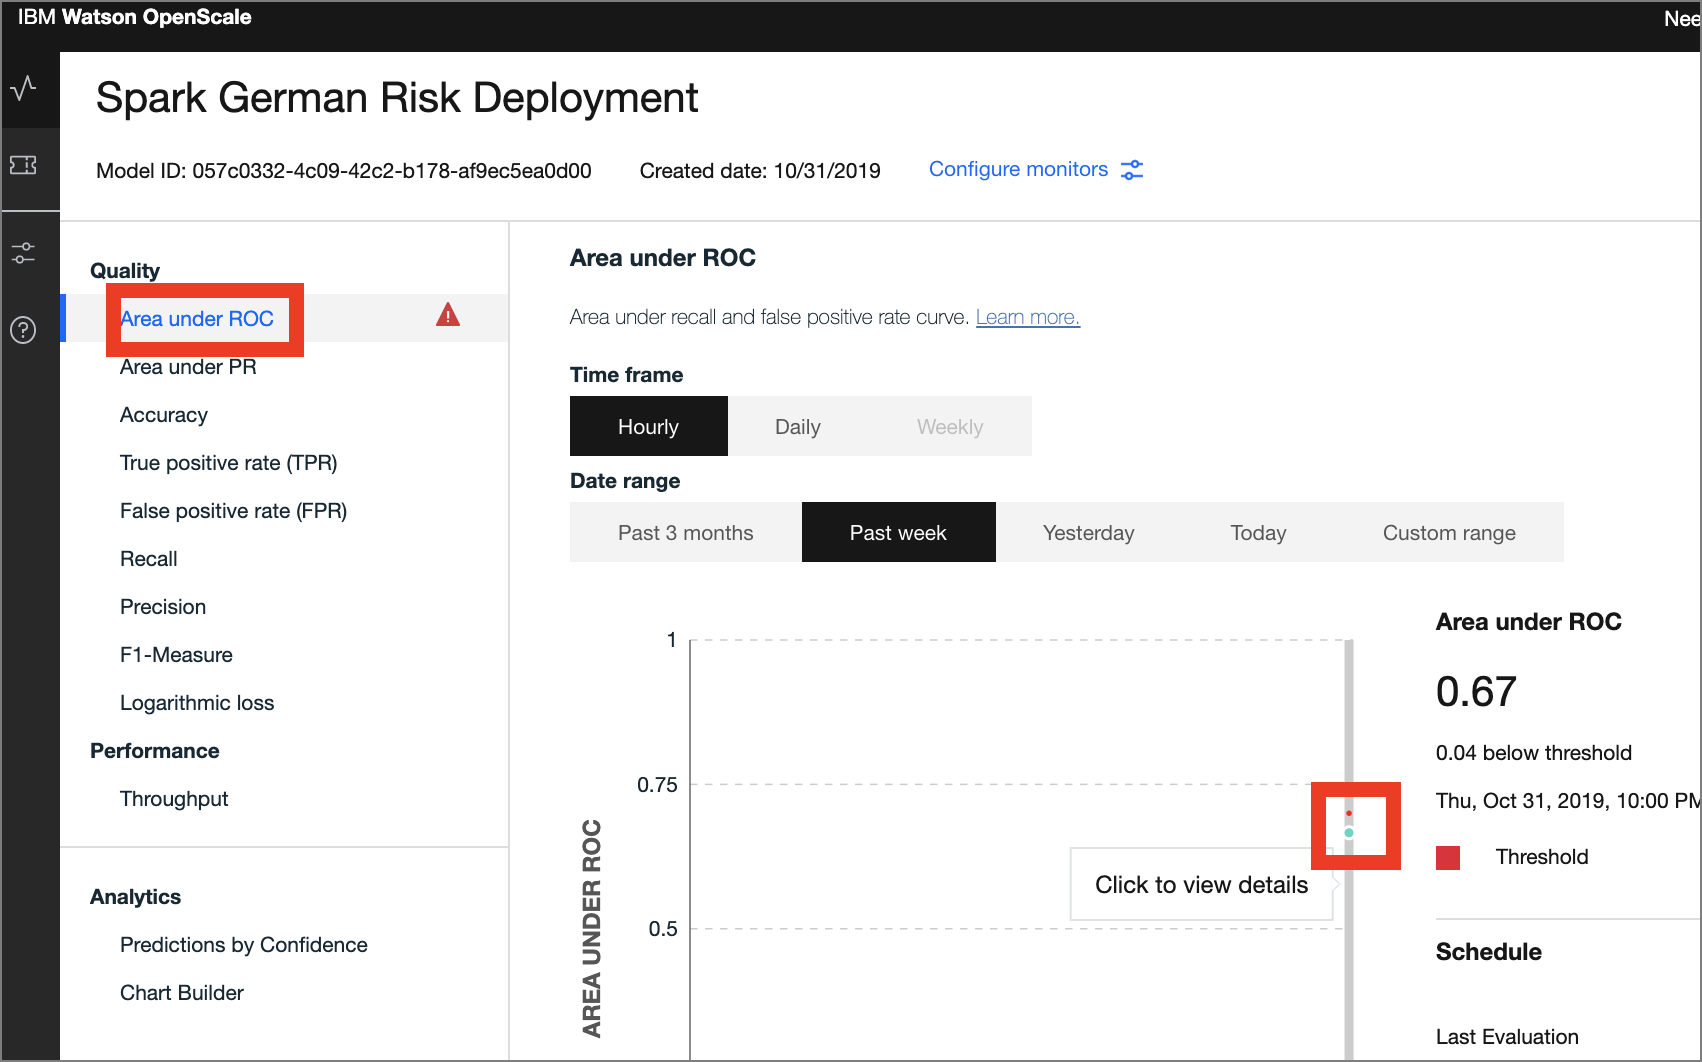 IBM Watson OpenScale
Spark German Risk Deployment
Model ID: 057c0332-4c09-42c2-b178-af9ec5ea0d00
Created date: 10/31/2019
Configure monitors
Quality
Area under ROC
Area under PR
Accuracy
True positive rate (TPR)
False positive rate (FPR)
Recall
Precision
F1-Measure
Logarithmic loss
Performance
Throughput
Analytics
Predictions by Confidence
Chart Builder
Area under ROC
Area under recall and false positive rate curve. Learn more.
Time frame
Hourly
Daily
Weekly
Date range
Past 3 months
Past week
Yesterday
Today
Custom range
1
0.75
0.5
AREA UNDER ROC
Click to view details
Area under ROC
0.67
0.04 below threshold
Thu, Oct 31, 2019, 10:00 PM
Threshold
Schedule
Last Evaluation